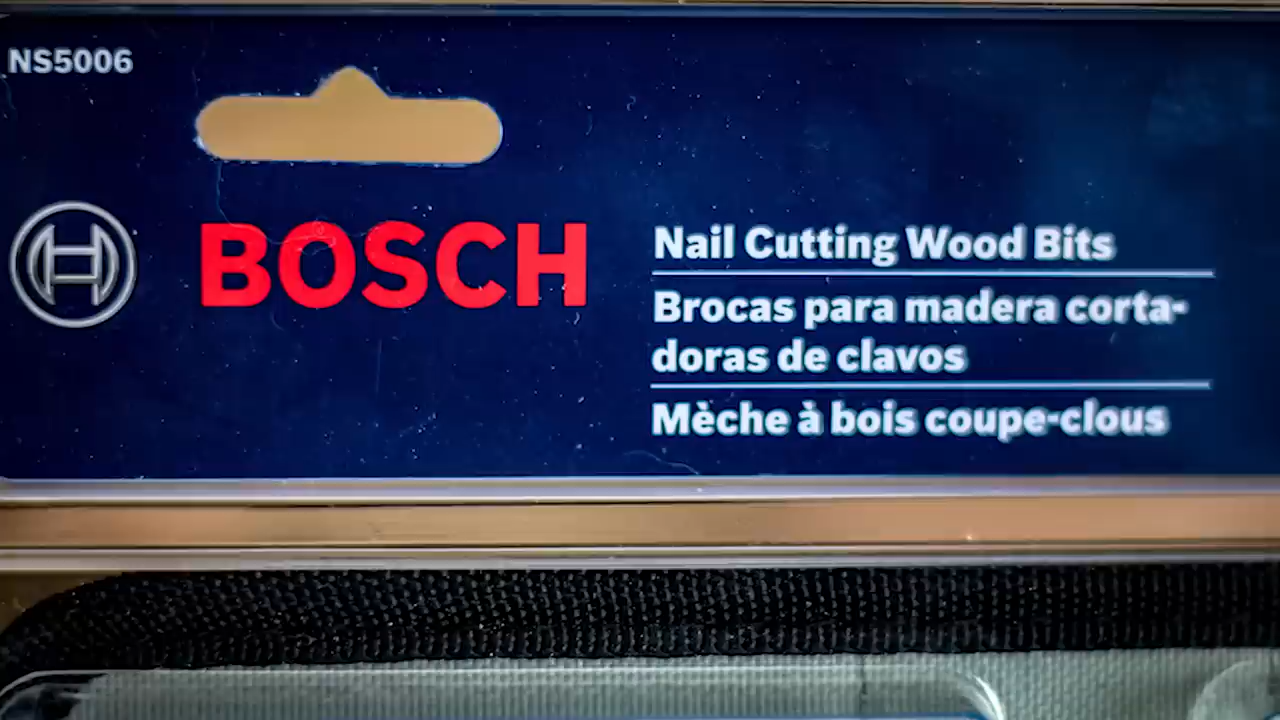 NS5006
BOSCH
Nail Cutting Wood Bits
Brocas para madera corta-
doras de clavos
Mèche à bois coupe-clous